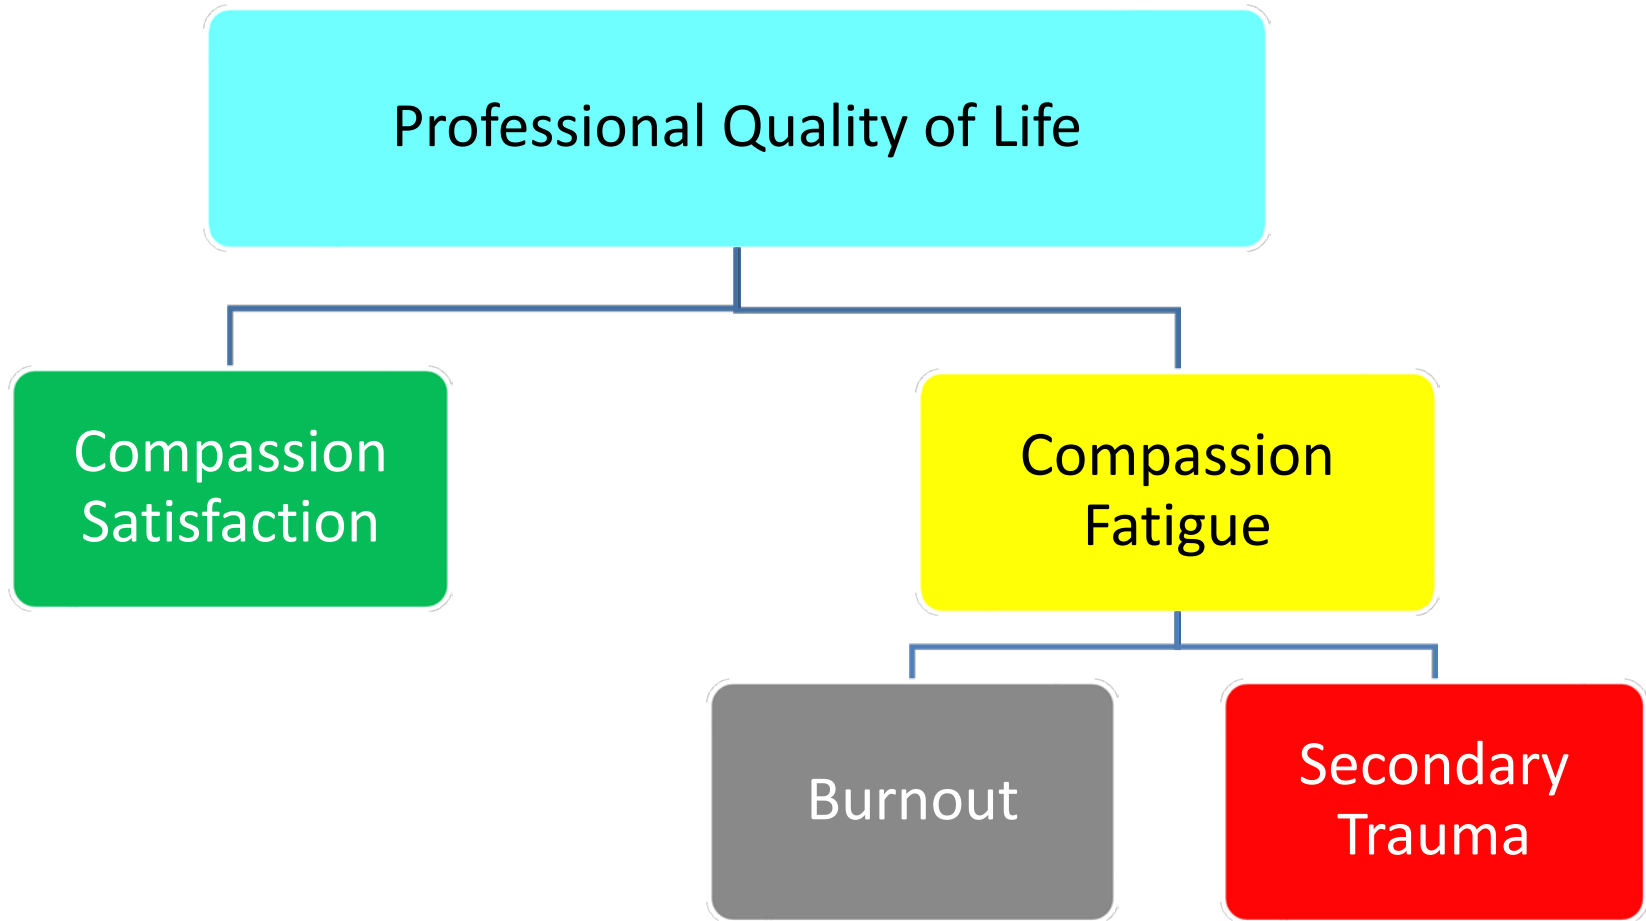 Professional Quality of Life
Compassion
Satisfaction
Compassion
Fatigue
Burnout
Secondary
Trauma